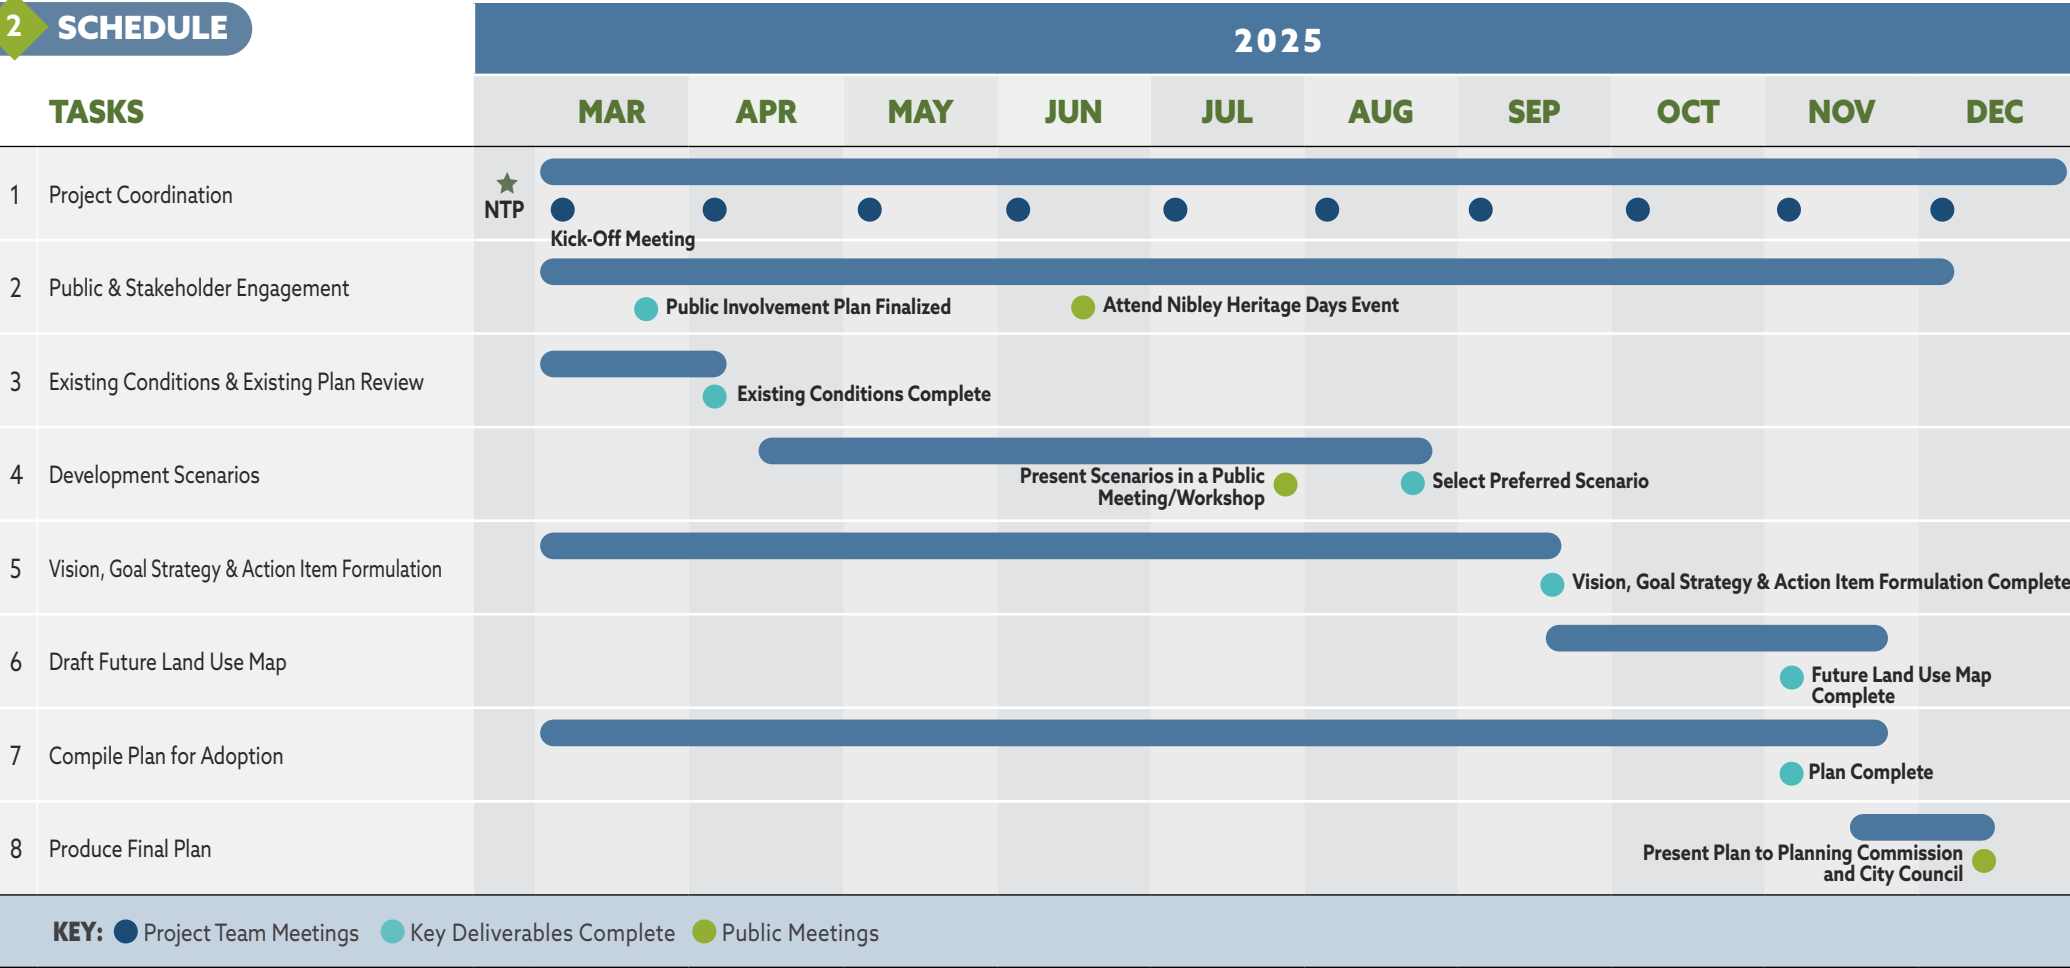 2 SCHEDULE
2025
TASKS MAR APR MAY JUN JUL AUG SEP OCT NOV DEC
1 Project Coordination
NTP
Kick-Off Meeting
2 Public & Stakeholder Engagement
Public Involvement Plan Finalized
Attend Nibley Heritage Days Event
3 Existing Conditions & Existing Plan Review
Existing Conditions Complete
4 Development Scenarios
Present Scenarios in a Public
Meeting/Workshop
Select Preferred Scenario
5 Vision, Goal Strategy & Action Item Formulation
Vision, Goal Strategy & Action Item Formulation Complete
6 Draft Future Land Use Map
Future Land Use Map
Complete
7 Compile Plan for Adoption
Plan Complete
8 Produce Final Plan
Present Plan to Planning Commission
and City Council
KEY: Project Team Meetings Key Deliverables Complete Public Meetings